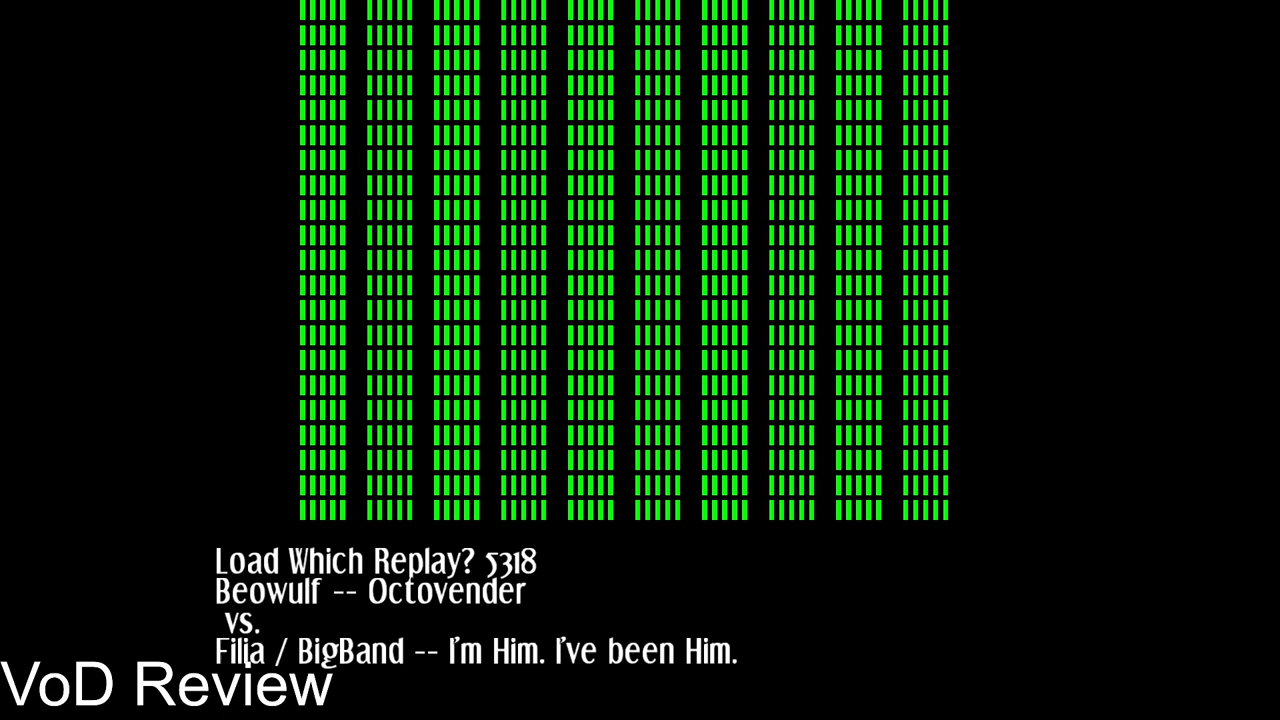 Load Which Replay? 5318
Beowulf -- Octovender
vs.
Filia / BigBand -- I'm Him. I've been Him.
VoD Review